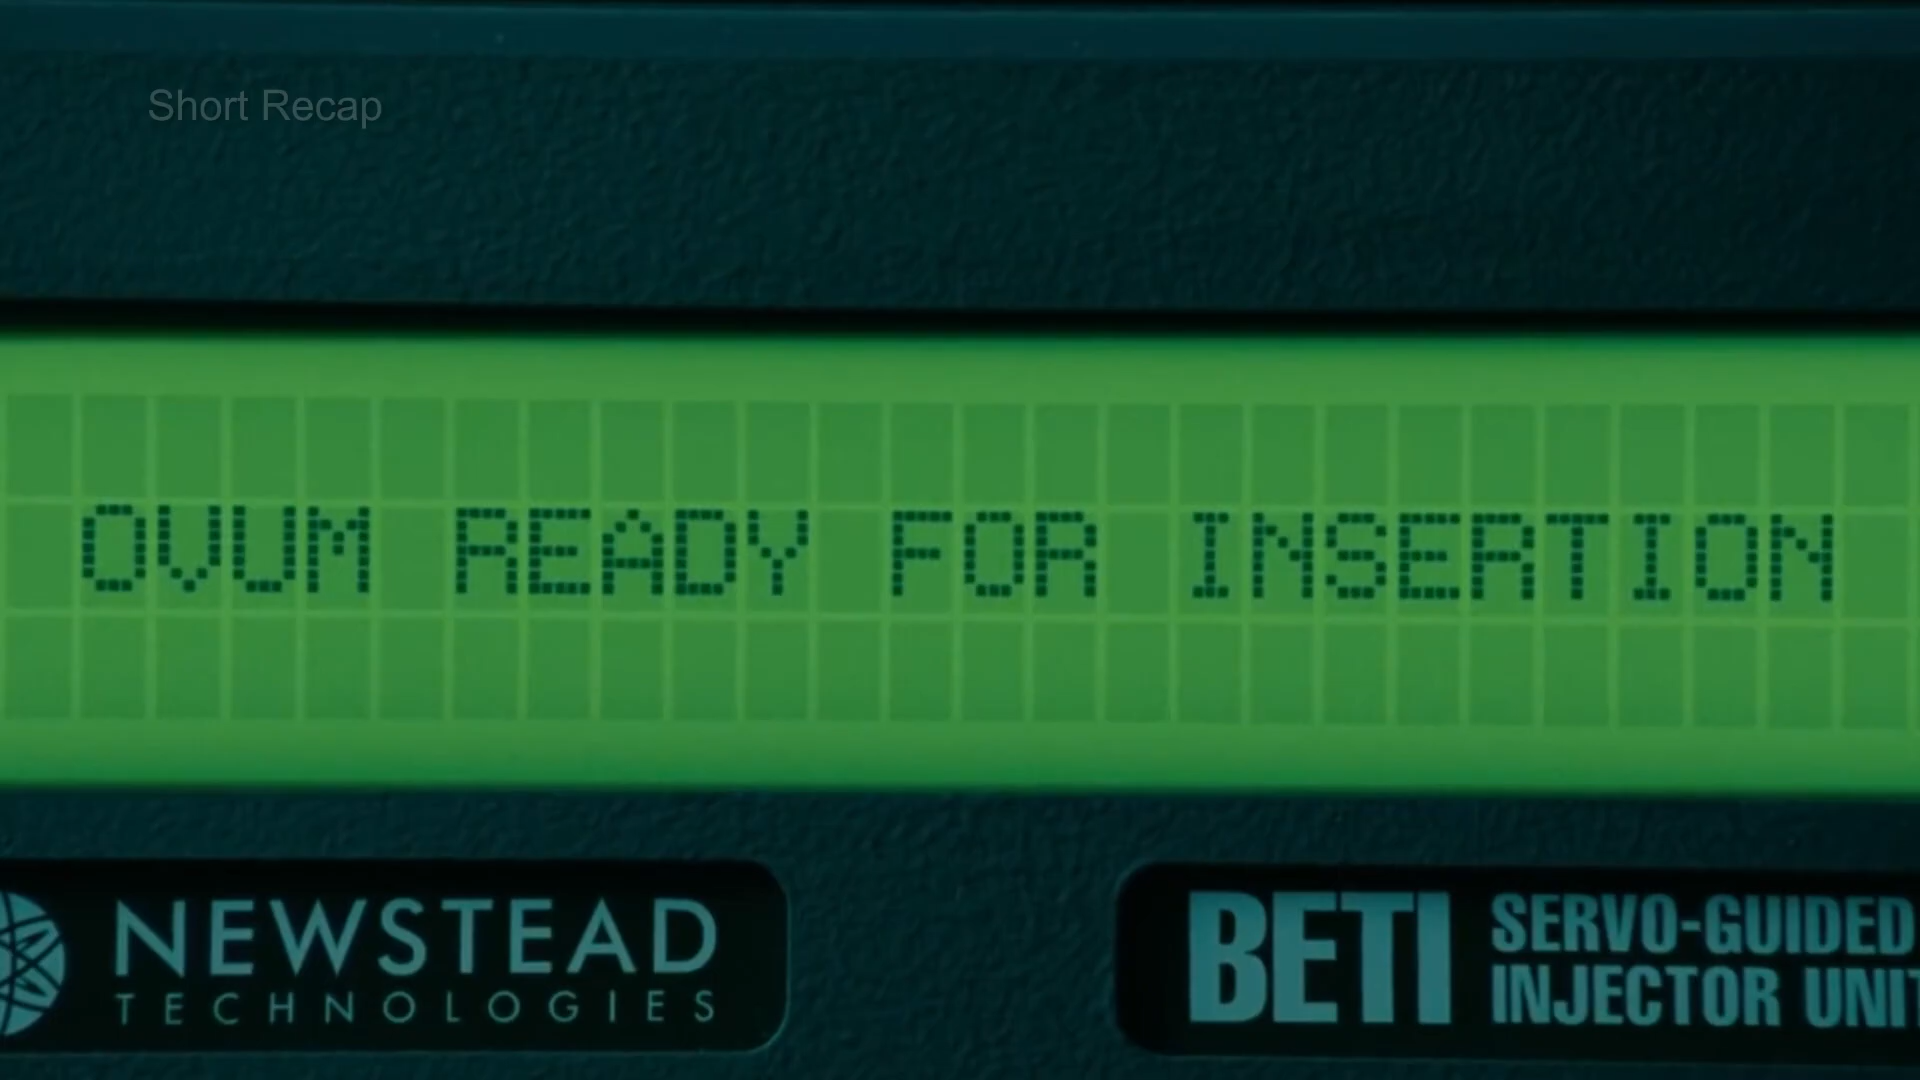 Short Recap
OVUM READY FOR INSERTION
NEWSTEAD
TECHNOLOGIES
BETI
SERVO-GUIDED
INJECTOR UNIT